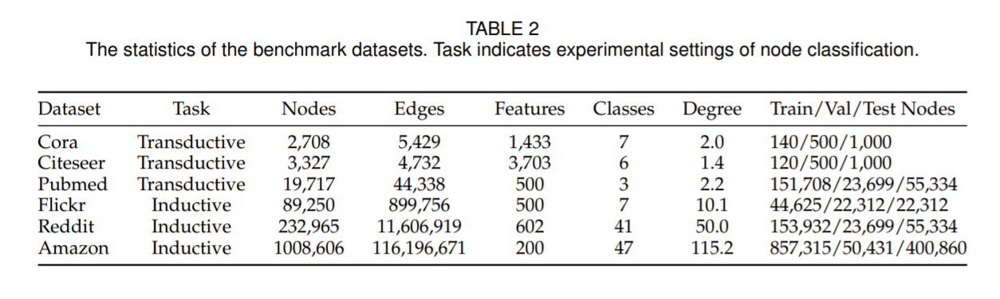 TABLE 2
The statistics of the benchmark datasets. Task indicates experimental settings of node classification.
Dataset Task Nodes Edges Features Classes Degree Train/Val/Test Nodes
Cora Transductive 2,708 5,429 1,433 7 2.0 140/500/1,000
Citeseer Transductive 3,327 4,732 3,703 6 1.4 120/500/1,000
Pubmed Transductive 19,717 44,338 500 3 2.2 151,708/23,699/55,334
Flickr Inductive 89,250 899,756 500 7 10.1 44,625/22,312/22,312
Reddit Inductive 232,965 11,606,919 602 41 50.0 153,932/23,699/55,334
Amazon Inductive 1008,606 116,196,671 200 47 115.2 857,315/50,431/400,860